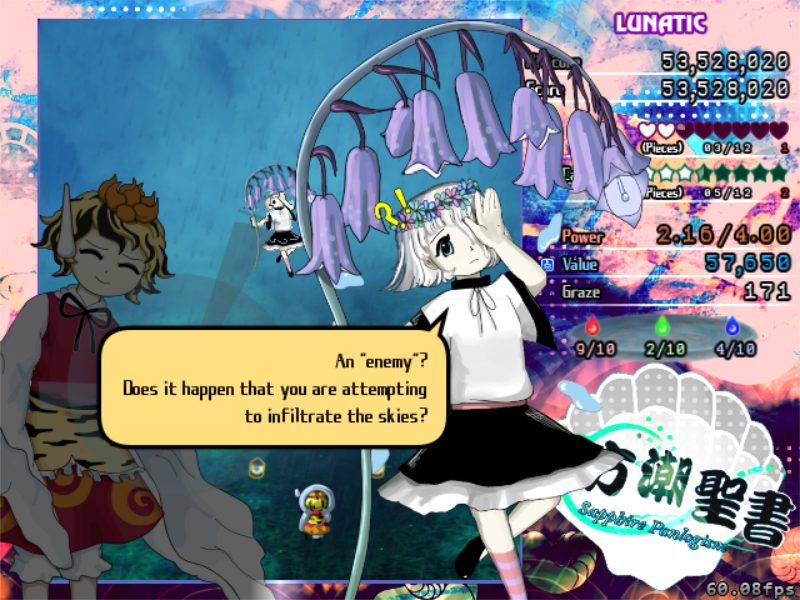 LUNATIC
53,528,020
53,528,020
(Pieces) 03/12 1
Pieces) 05/12 2
?!
Power 2.16/4.00
Value 57,650
Graze 171
9/10 2/10 4/10
An "enemy"?
Does it happen that you are attempting
to infiltrate the skies?
方潮聖書
Sapphire Panlogism
60.08fps